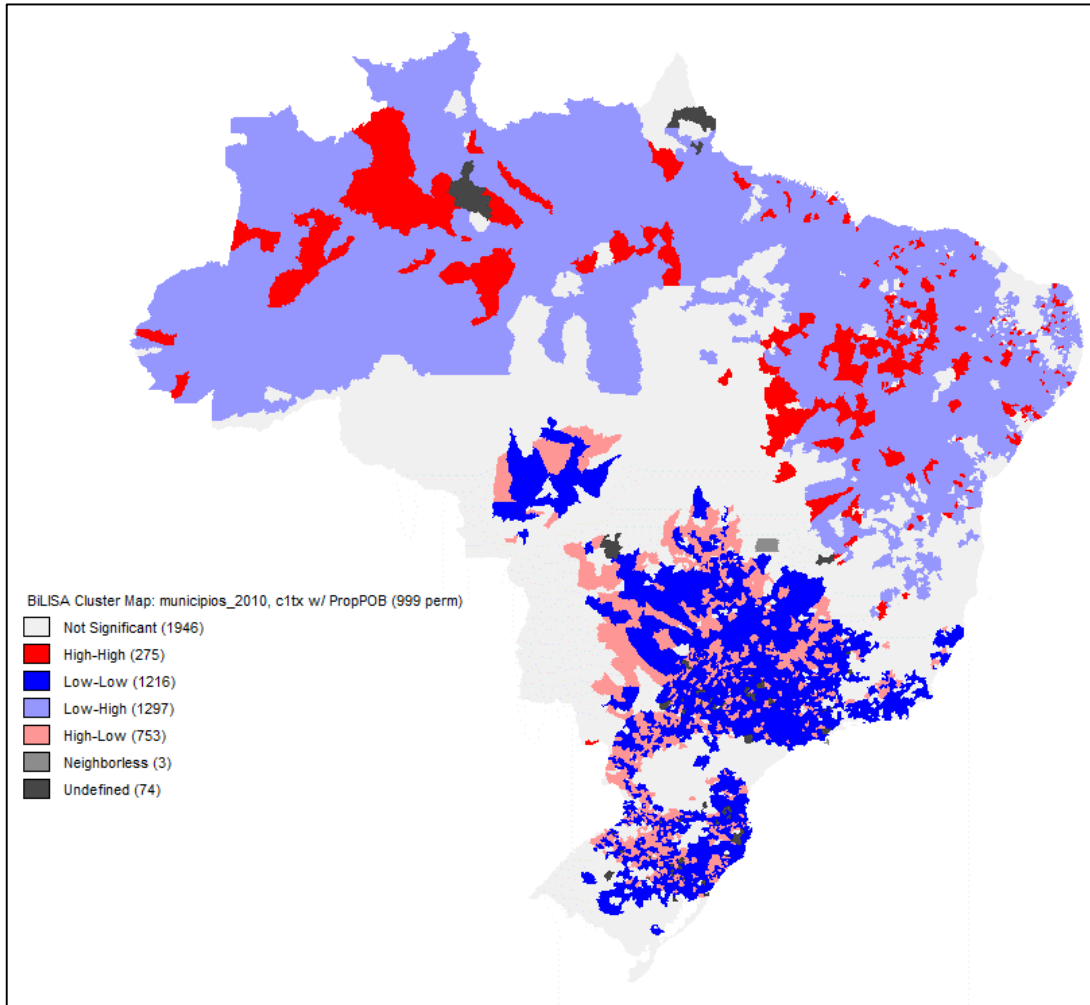 BiLISA Cluster Map: municipios_2010, c1tx w/ PropPOB (999 perm)
Not Significant (1946)
High-High (275)
Low-Low (1216)
Low-High (1297)
High-Low (753)
Neighborless (3)
Undefined (74)